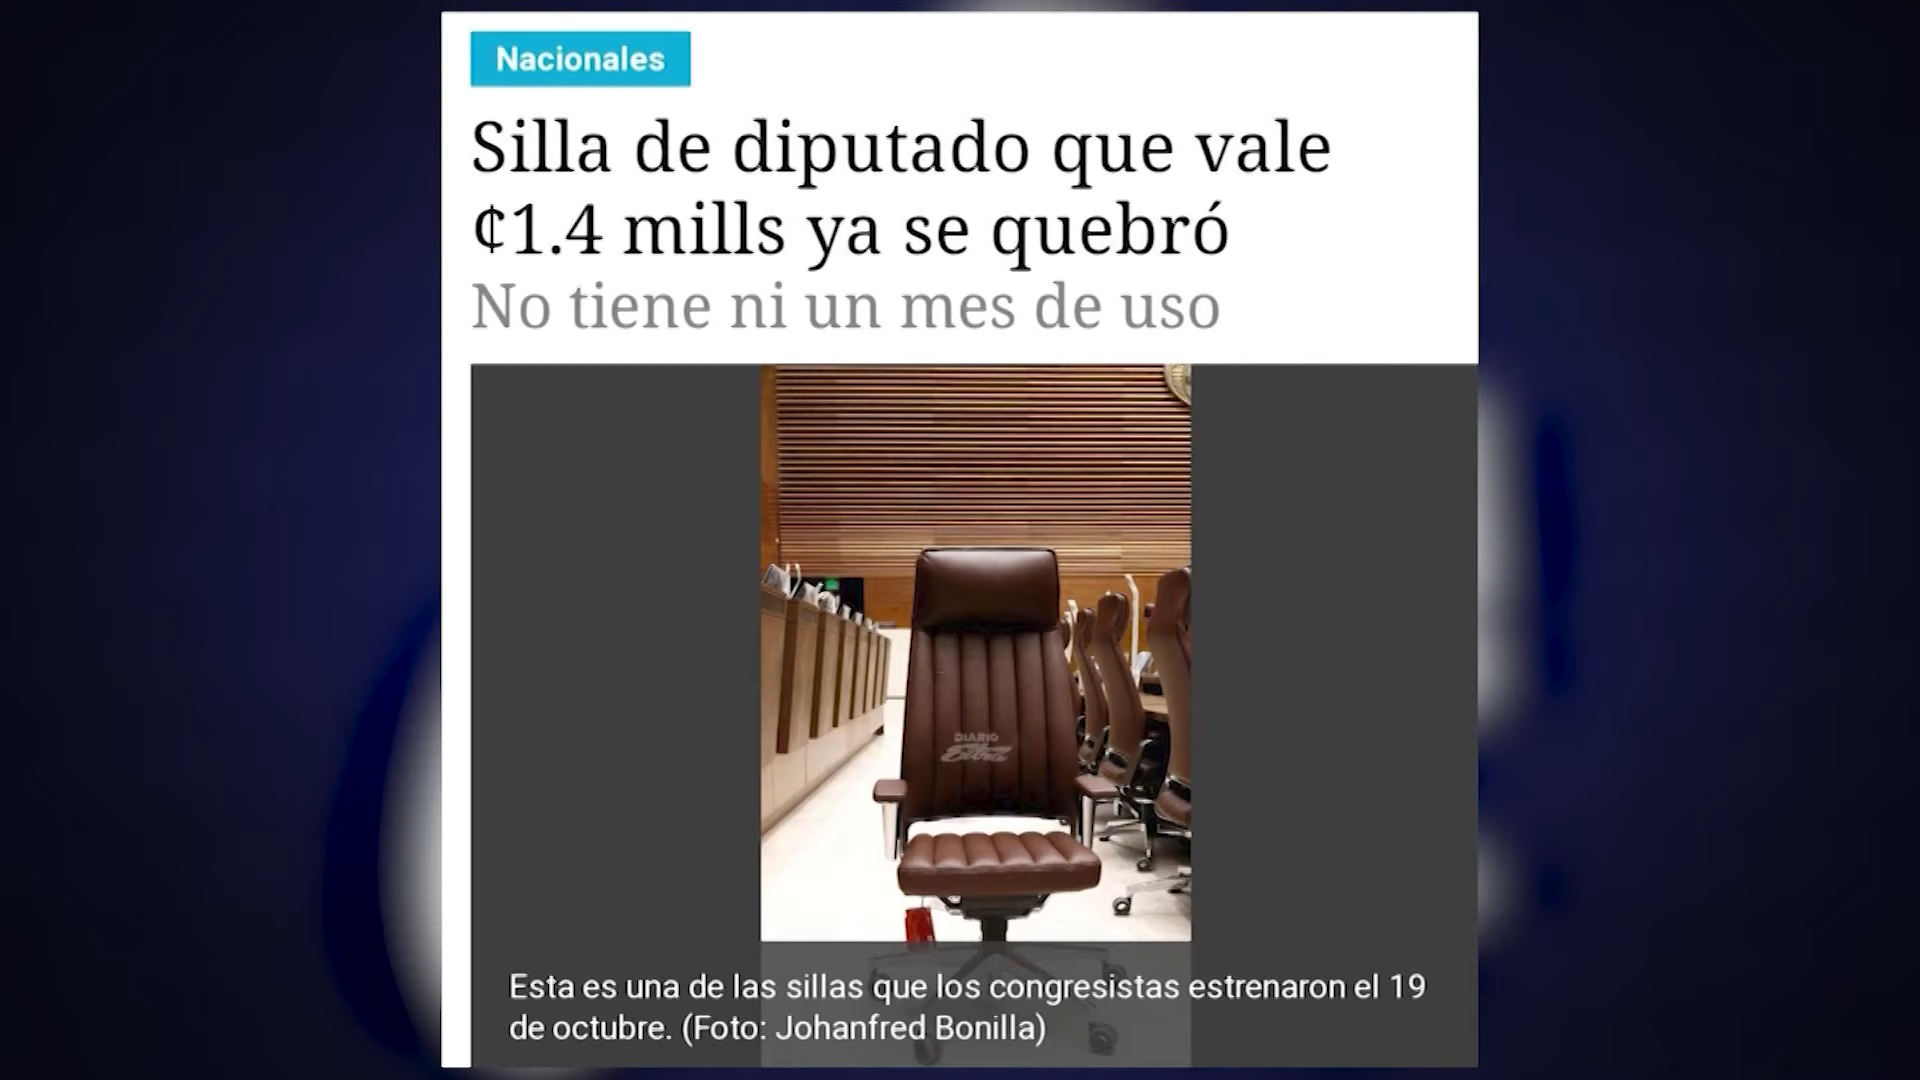 Nacionales
Silla de diputado que vale
₡1.4 mills ya se quebró
No tiene ni un mes de uso
DIARIO
Extra
Esta es una de las sillas que los congresistas estrenaron el 19
de octubre. (Foto: Johanfred Bonilla)